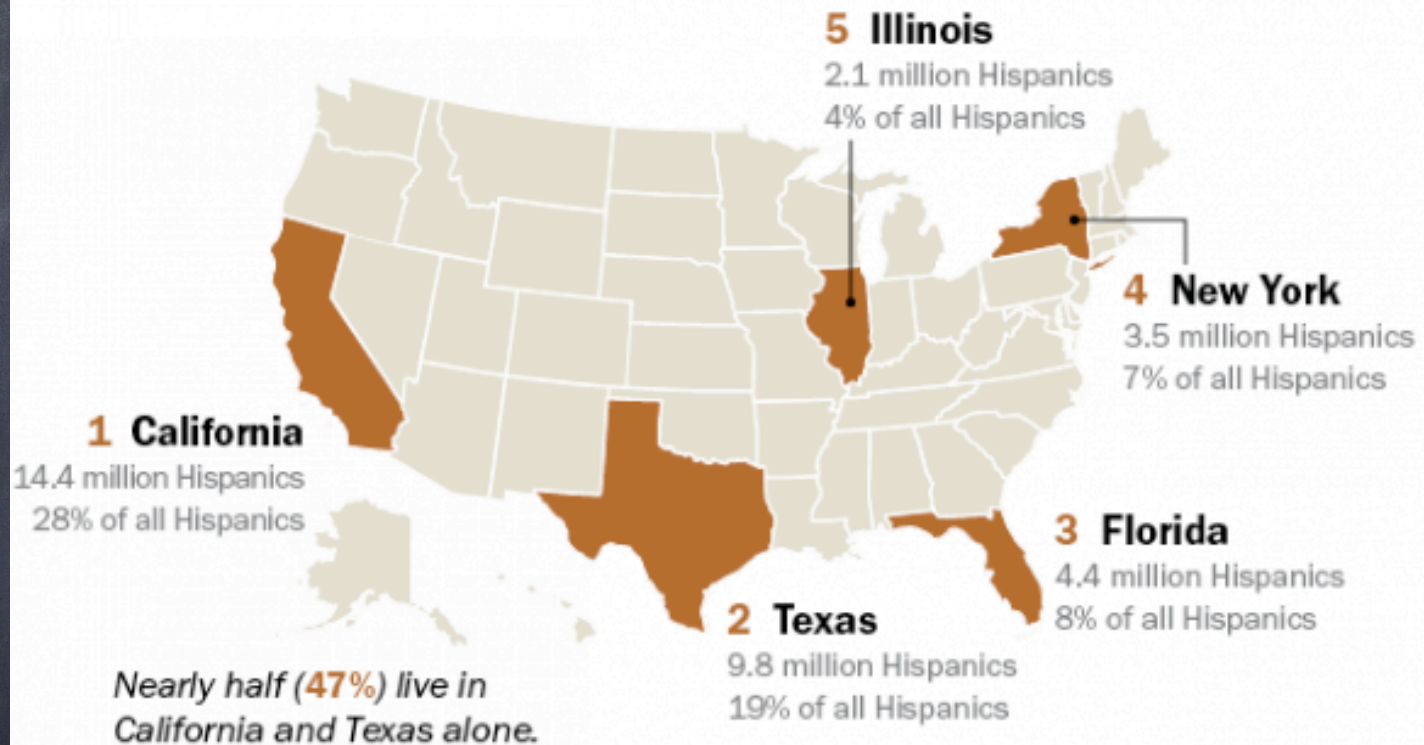 5 Illinois
2.1 million Hispanics
4% of all Hispanics
4 New York
3.5 million Hispanics
7% of all Hispanics
1 California
14.4 million Hispanics
28% of all Hispanics
3 Florida
4.4 million Hispanics
8% of all Hispanics
2 Texas
9.8 million Hispanics
19% of all Hispanics
Nearly half (47%) live in
California and Texas alone.